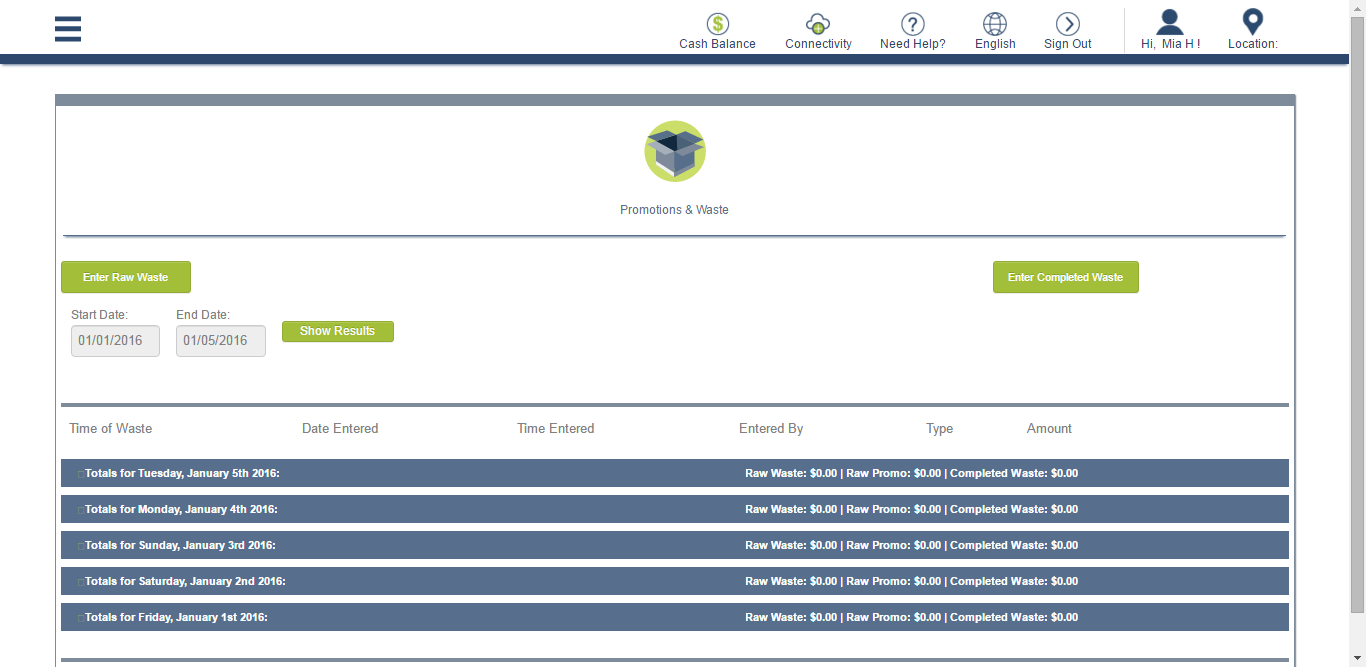 Cash Balance
Connectivity
Need Help?
English
Sign Out
Hi, Mia H !
Location:
Promotions & Waste
Enter Raw Waste
Enter Completed Waste
Start Date:
End Date:
01/01/2016
01/05/2016
Show Results
Time of Waste
Date Entered
Time Entered
Entered By
Type
Amount
Totals for Tuesday, January 5th 2016: Raw Waste: $0.00 | Raw Promo: $0.00 | Completed Waste: $0.00
Totals for Monday, January 4th 2016: Raw Waste: $0.00 | Raw Promo: $0.00 | Completed Waste: $0.00
Totals for Sunday, January 3rd 2016: Raw Waste: $0.00 | Raw Promo: $0.00 | Completed Waste: $0.00
Totals for Saturday, January 2nd 2016: Raw Waste: $0.00 | Raw Promo: $0.00 | Completed Waste: $0.00
Totals for Friday, January 1st 2016: Raw Waste: $0.00 | Raw Promo: $0.00 | Completed Waste: $0.00